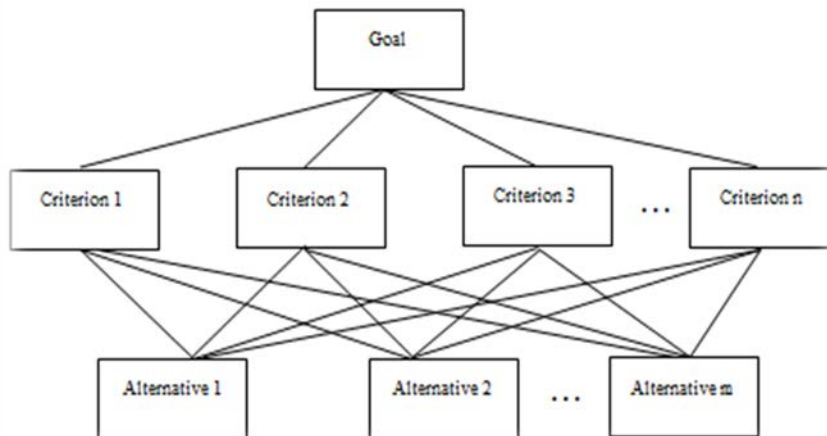 Goal
Criterion 1
Criterion 2
Criterion 3
...
Criterion n
Alternative 1
Alternative 2
...
Alternative m